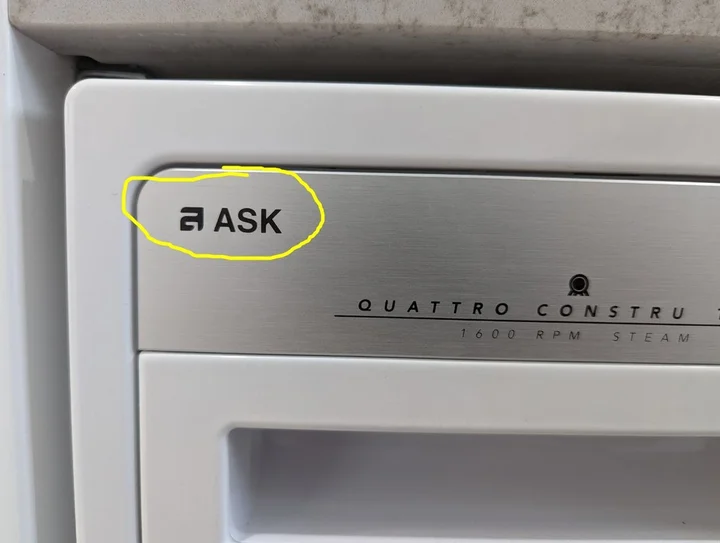 ASK
QUATTRO CONSTRU
1600 RPM STEAM